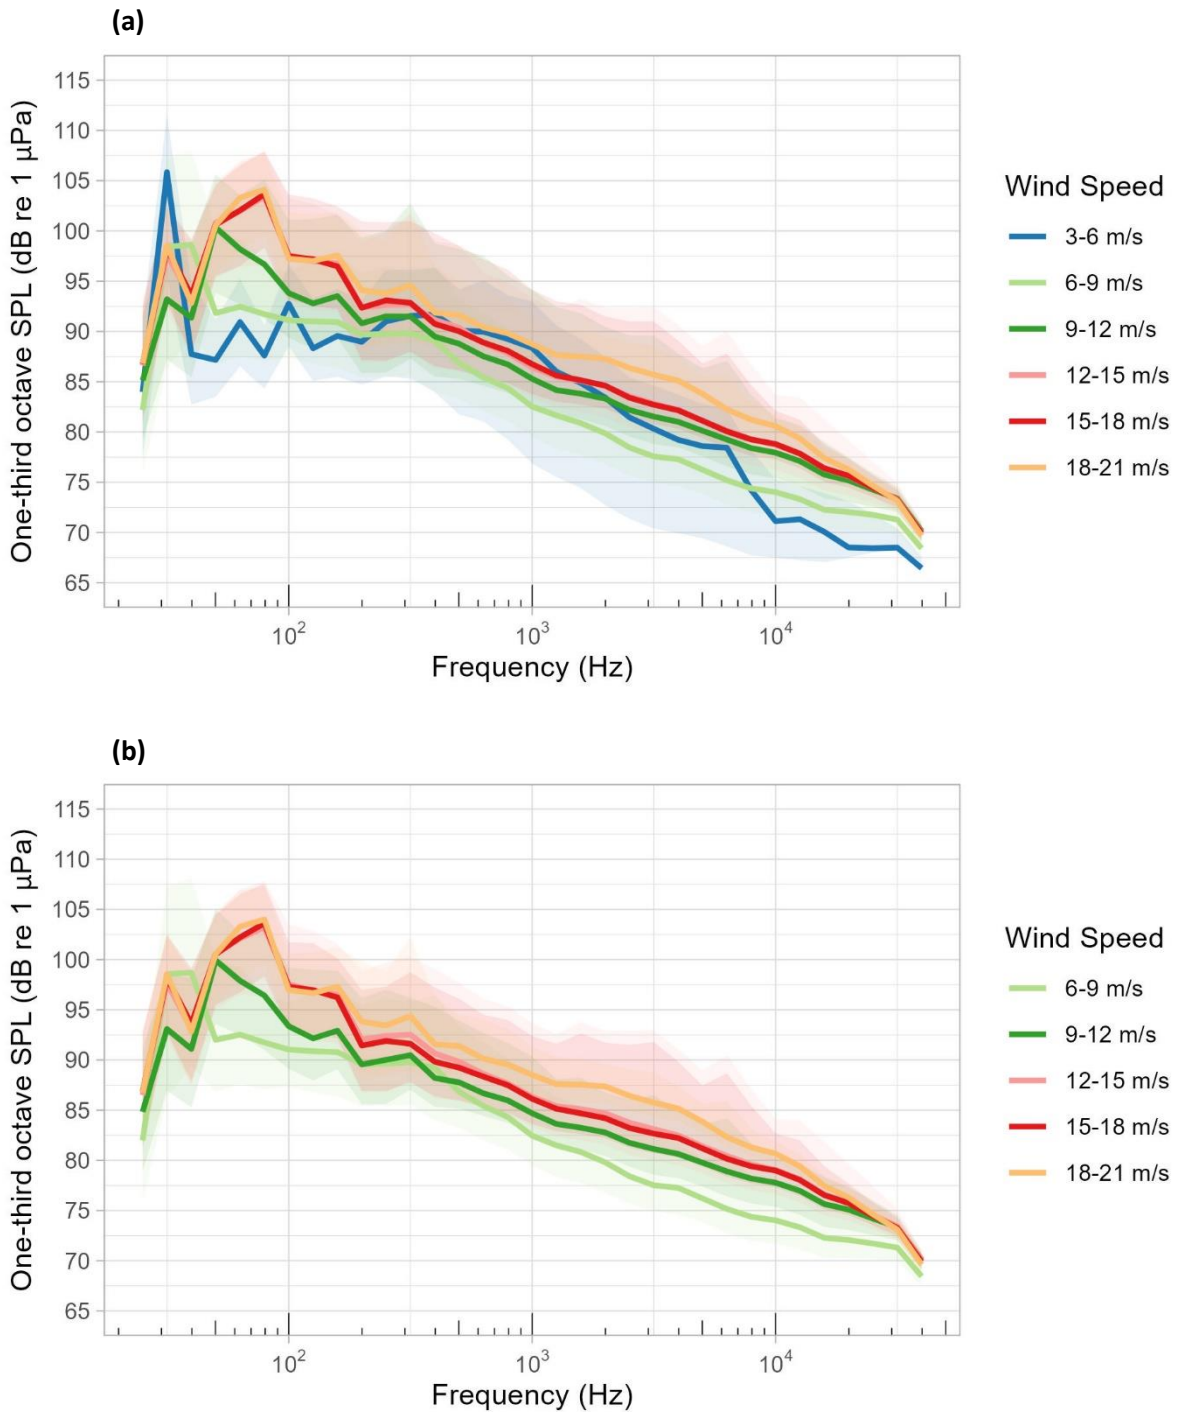 (a)
One-third octave SPL (dB re 1 μPa)
115
110
105
100
95
90
85
80
75
70
65
10²
10³
10⁴
Frequency (Hz)
Wind Speed
3-6 m/s
6-9 m/s
9-12 m/s
12-15 m/s
15-18 m/s
18-21 m/s
(b)
One-third octave SPL (dB re 1 μPa)
115
110
105
100
95
90
85
80
75
70
65
10²
10³
10⁴
Frequency (Hz)
Wind Speed
6-9 m/s
9-12 m/s
12-15 m/s
15-18 m/s
18-21 m/s